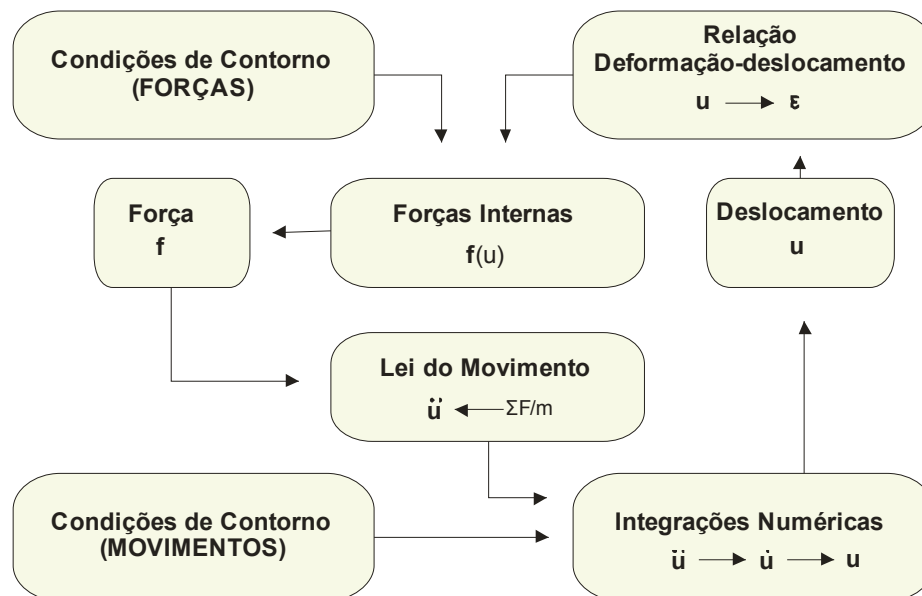 Condições de Contorno
(FORÇAS)
Relação
Deformação-deslocamento
u → ε
Força
f
Forças Internas
f(u)
Deslocamento
u
Lei do Movimento
ü ← ΣF/m
Condições de Contorno
(MOVIMENTOS)
Integrações Numéricas
ü → u̇ → u